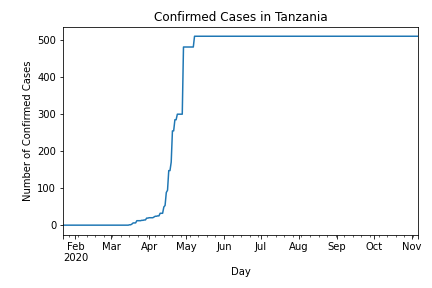 Confirmed Cases in Tanzania
500
400
300
200
100
0
Number of Confirmed Cases
Feb Mar Apr May Jun Jul Aug Sep Oct Nov
2020
Day